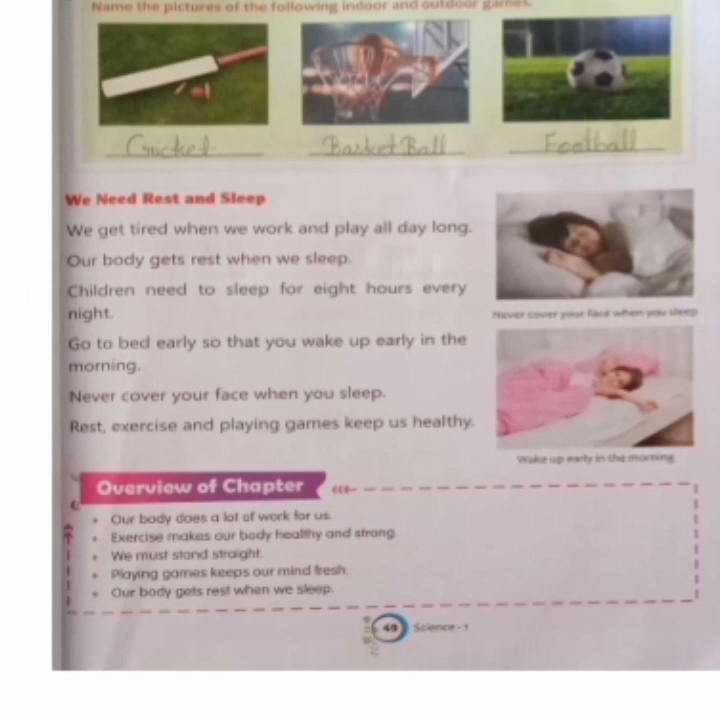 Name the pictures of the following indoor and outdoor games.
Cricket Basket Ball Football
We Need Rest and Sleep
We get tired when we work and play all day long.
Our body gets rest when we sleep.
Children need to sleep for eight hours every
night.
Go to bed early so that you wake up early in the
morning.
Never cover your face when you sleep.
Rest, exercise and playing games keep us healthy.
Never cover your face when you sleep
Wake up early in the morning
Overview of Chapter
• Our body does a lot of work for us.
• Exercise makes our body healthy and strong.
• We must stand straight.
• Playing games keeps our mind fresh.
• Our body gets rest when we sleep.
49 Science - 1